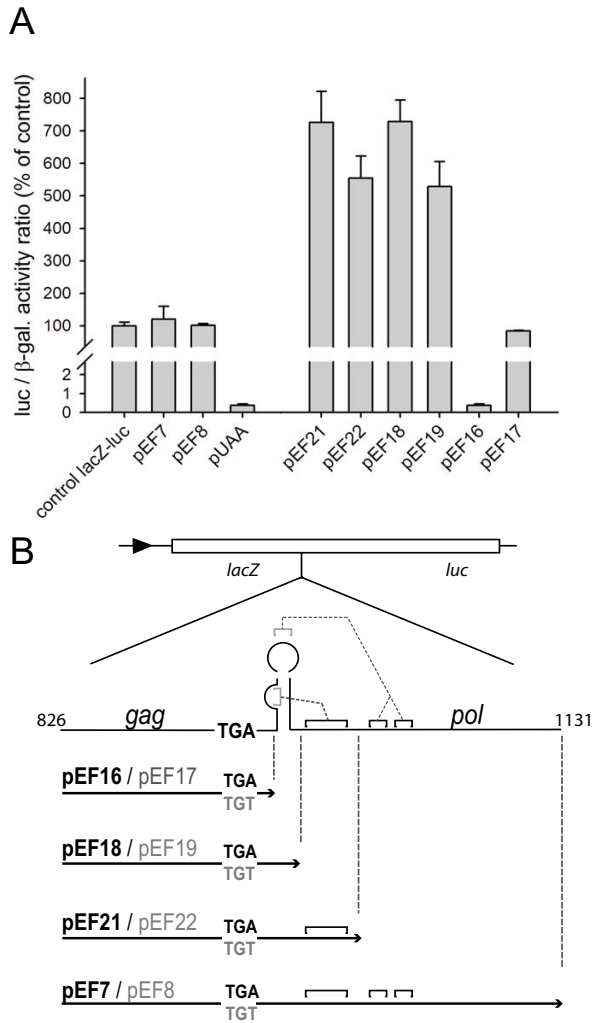 A
luc / β-gal. activity ratio (% of control)
800
700
600
500
400
300
200
100
2
1
0
control lacZ-luc
pEF7
pEF8
pUAA
pEF21
pEF22
pEF18
pEF19
pEF16
pEF17
B
lacZ
luc
826
gag
TGA
pol
1131
pEF16 / pEF17
TGA
TGT
pEF18 / pEF19
TGA
TGT
pEF21 / pEF22
TGA
TGT
pEF7 / pEF8
TGA
TGT